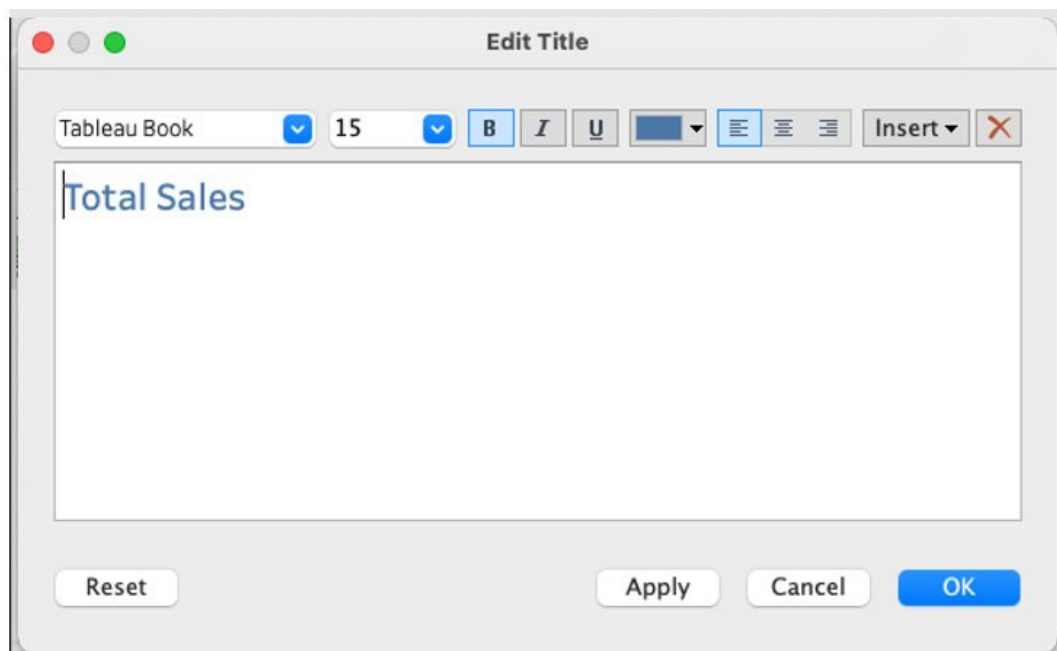 Edit Title
Tableau Book 15 B I U Insert
Total Sales
Reset Apply Cancel OK